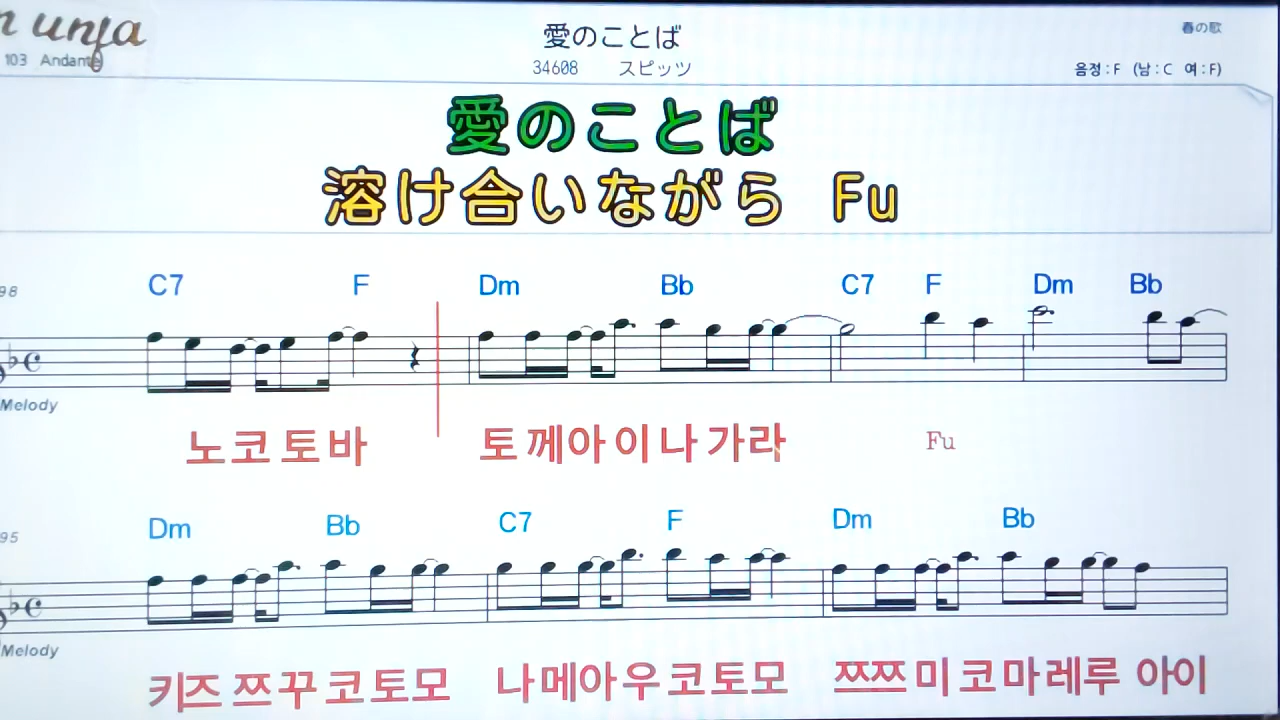 unja
103 Andante
愛のことば
34608 スピッツ
春の歌
음정:F (남:C 여:F)
愛のことば
溶け合いながら Fu
C7 F Dm Bb C7 F Dm Bb
98
Melody
노코토바 토께아이나가라 Fu
Dm Bb C7 F Dm Bb
95
Melody
키즈쯔꾸코토모 나메아우코토모 쯔쯔미코마레루 아이